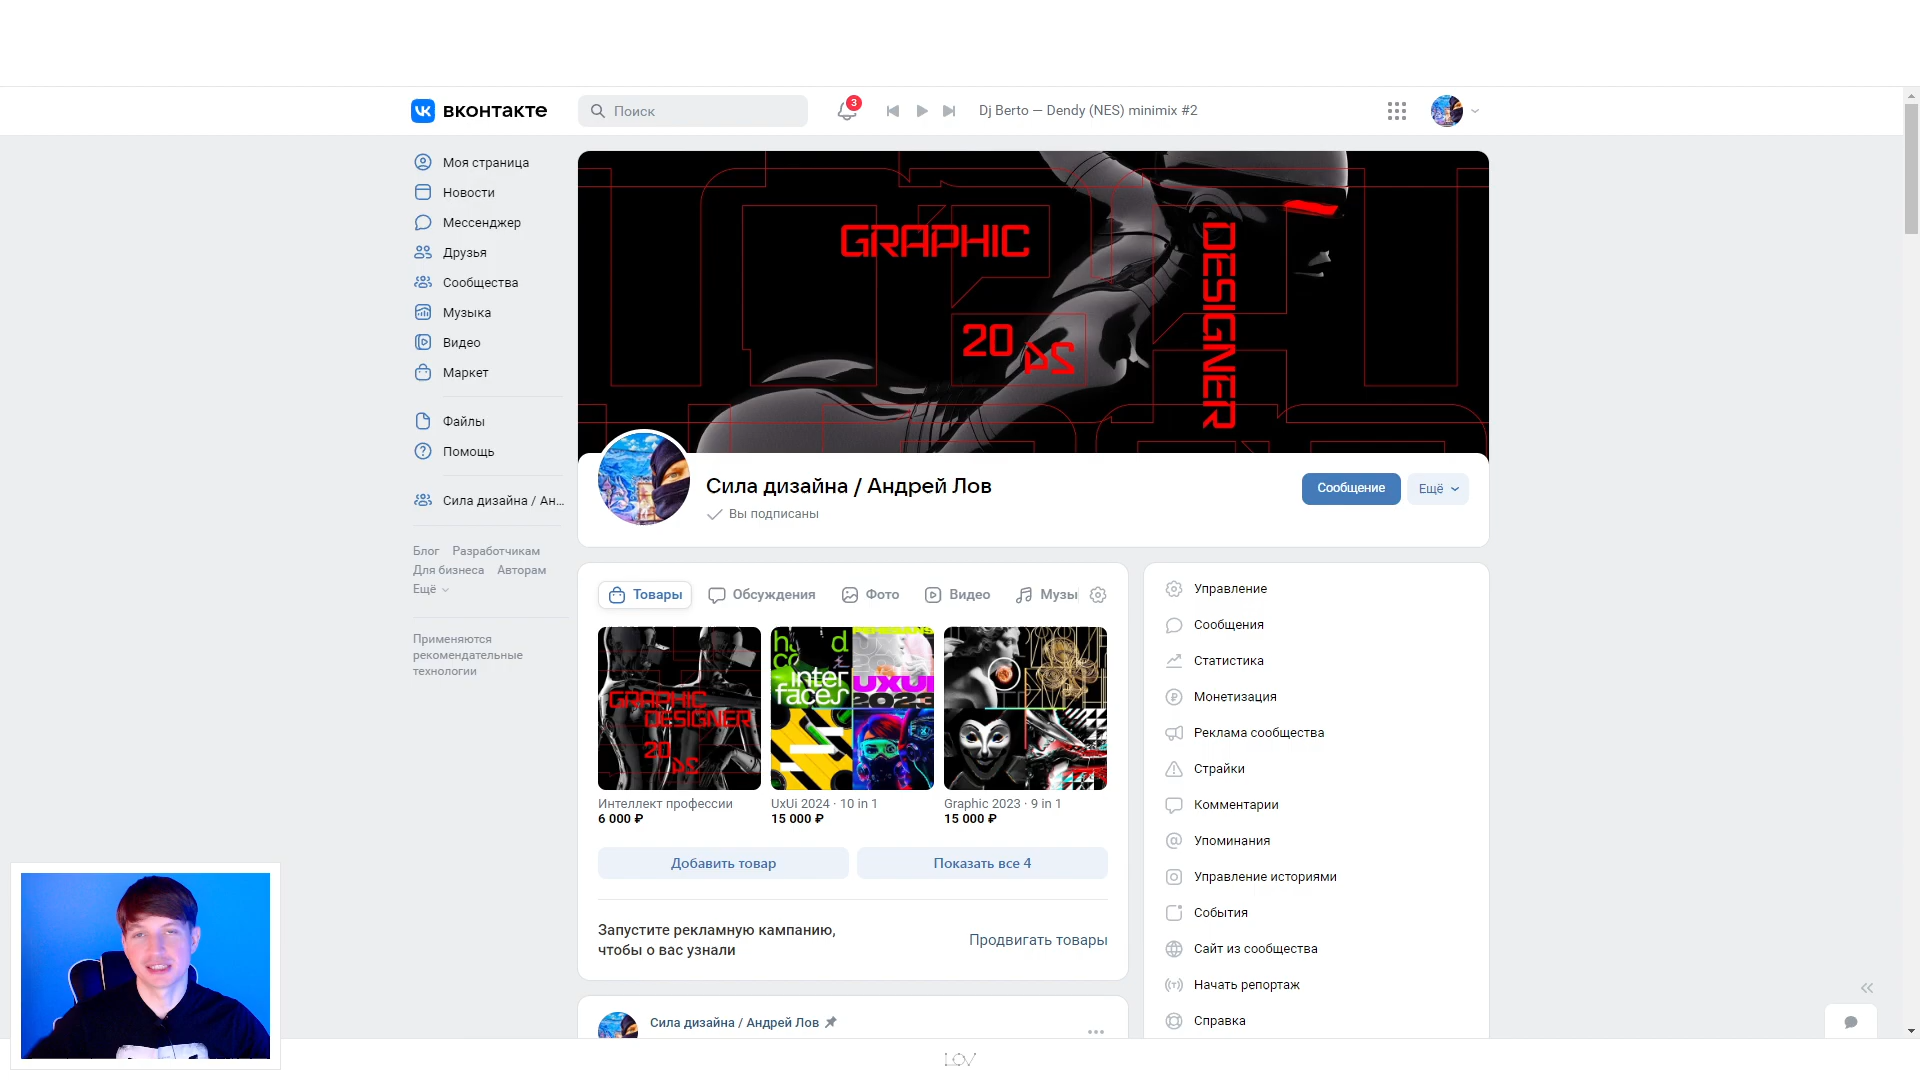 вконтакте
Поиск
3
Dj Berto — Dendy (NES) minimix #2
Моя страница
Новости
Мессенджер
Друзья
Сообщества
Музыка
Видео
Маркет
Файлы
Помощь
Сила дизайна / Ан...
Блог Разработчикам
Для бизнеса Авторам
Ещё
Применяются
рекомендательные
технологии
GRAPHIC
DESIGNER
20
24
Сила дизайна / Андрей Лов
Вы подписаны
Сообщение
Ещё
Товары
Обсуждения
Фото
Видео
Музы
GRAPHIC
DESIGNER
20
24
inter
faces
UXUI
2023
Интеллект профессии
6 000 ₽
UxUi 2024 · 10 in 1
15 000 ₽
Graphic 2023 · 9 in 1
15 000 ₽
Добавить товар
Показать все 4
Запустите рекламную кампанию,
чтобы о вас узнали
Продвигать товары
Сила дизайна / Андрей Лов
Управление
Сообщения
Статистика
Монетизация
Реклама сообщества
Страйки
Комментарии
Упоминания
Управление историями
События
Сайт из сообщества
Начать репортаж
Справка
LOV